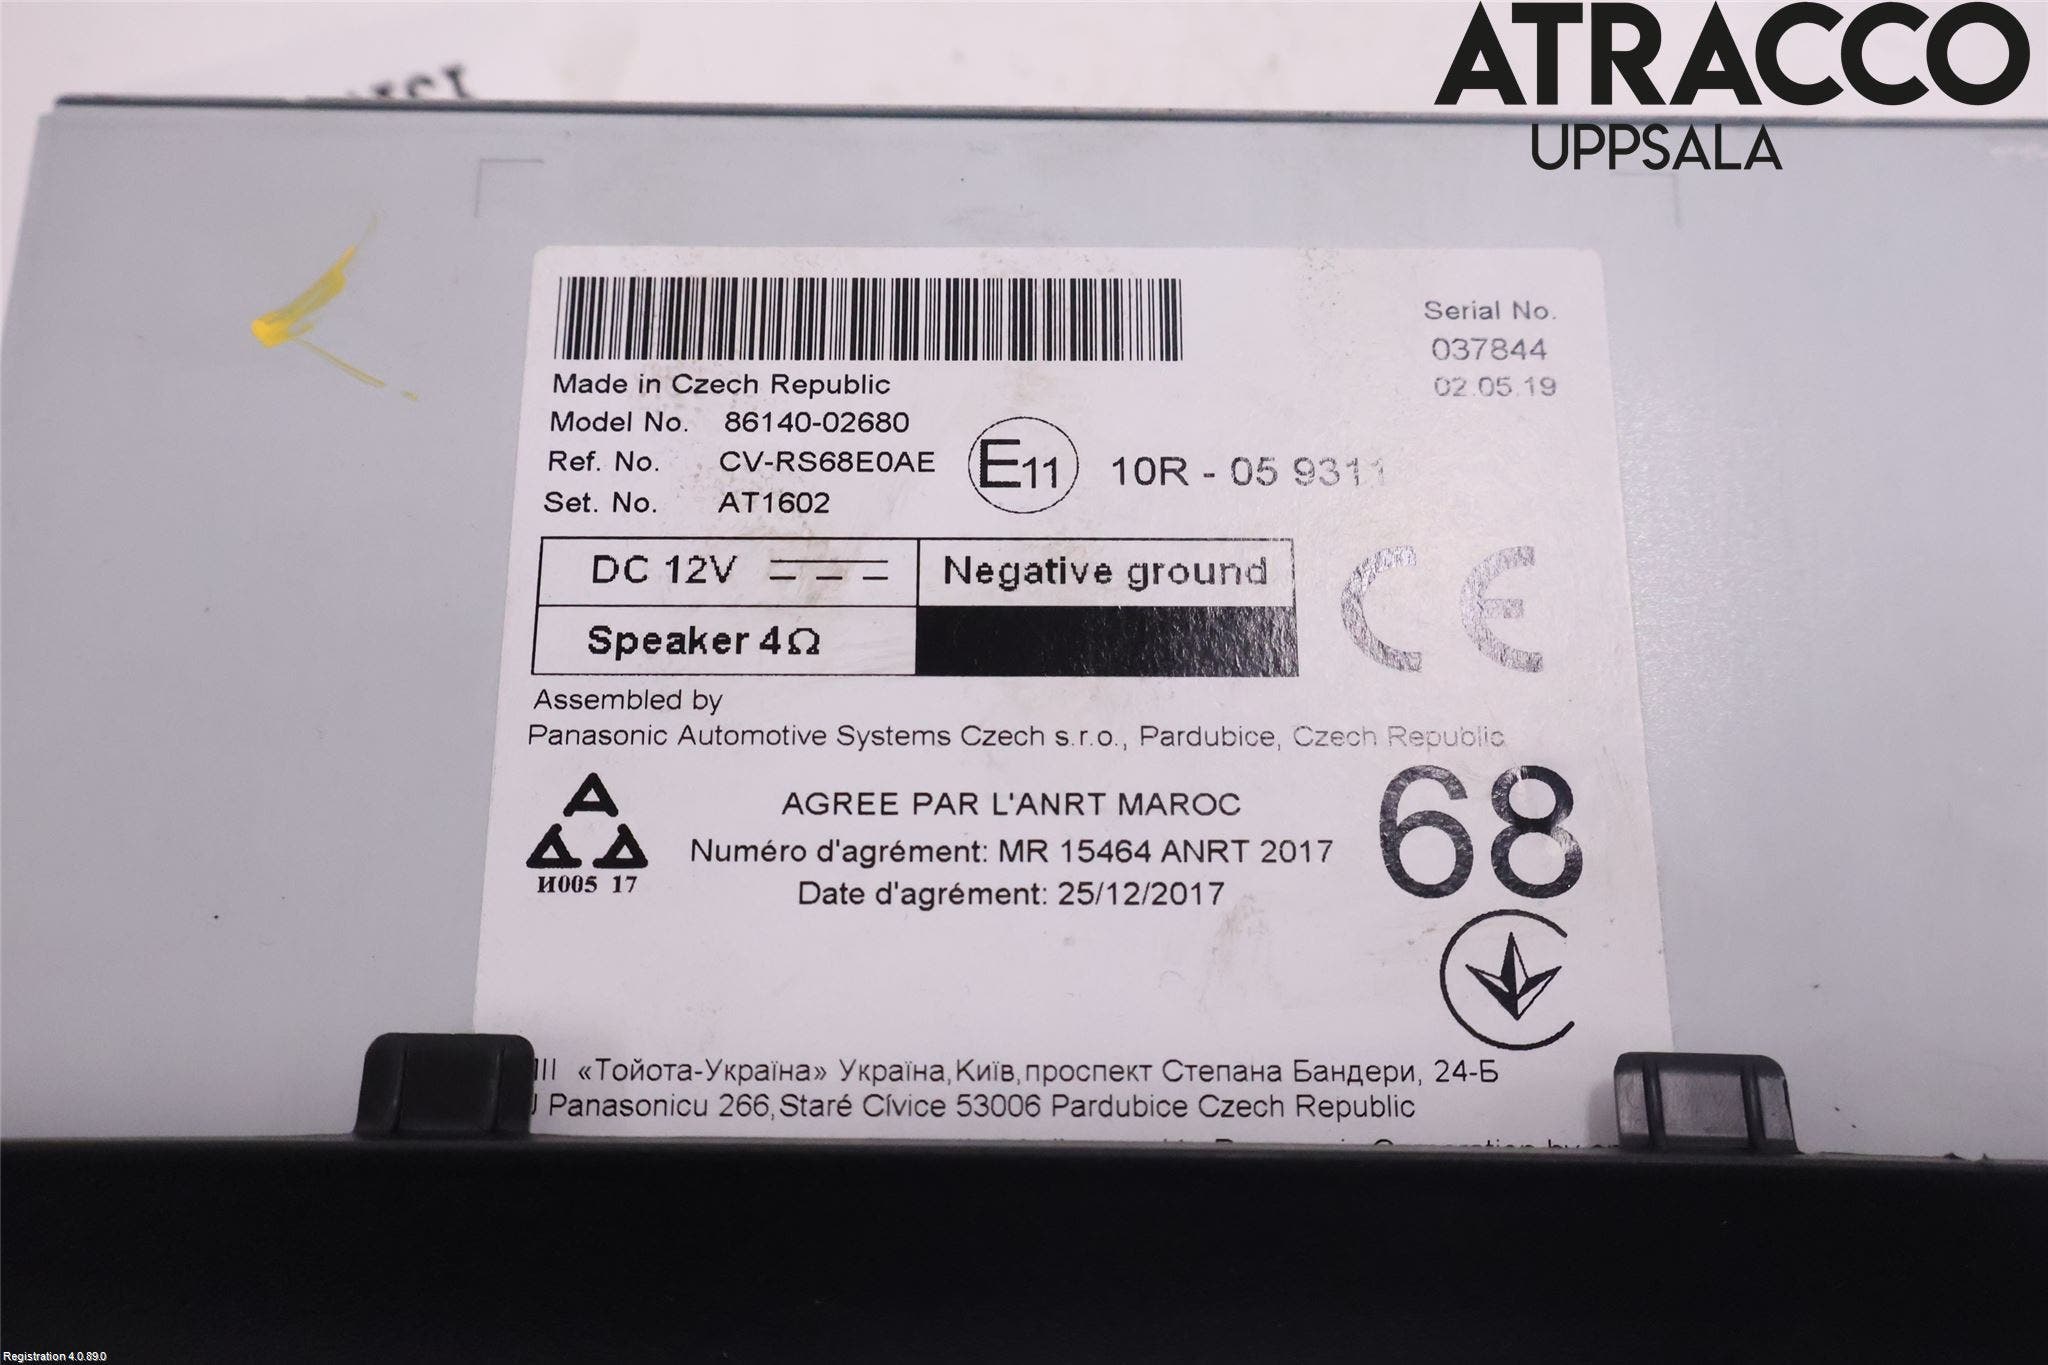 ATRACCO
UPPSALA
Serial No.
037844
02.05.19
Made in Czech Republic
Model No. 86140-02680
Ref. No. CV-RS68E0AE
Set. No. AT1602
E11 10R - 05 9311
DC 12V
Negative ground
Speaker 4Ω
CE
Assembled by
Panasonic Automotive Systems Czech s.r.o., Pardubice, Czech Republic
AGREE PAR L'ANRT MAROC
Numéro d'agrément: MR 15464 ANRT 2017
Date d'agrément: 25/12/2017
И005 17
68
«Тойота-Україна» Україна,Київ,проспект Степана Бандери, 24-Б
Panasonicu 266,Staré Cívice 53006 Pardubice Czech Republic
Registration 4.0.89.0